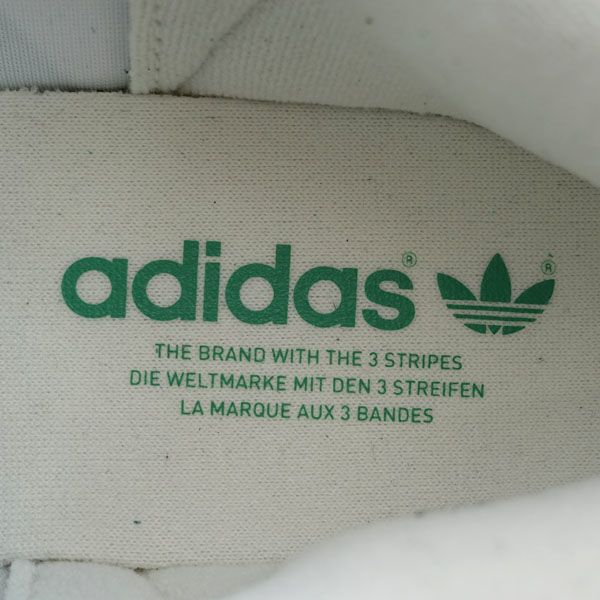 adidas®
®
THE BRAND WITH THE 3 STRIPES
DIE WELTMARKE MIT DEN 3 STREIFEN
LA MARQUE AUX 3 BANDES